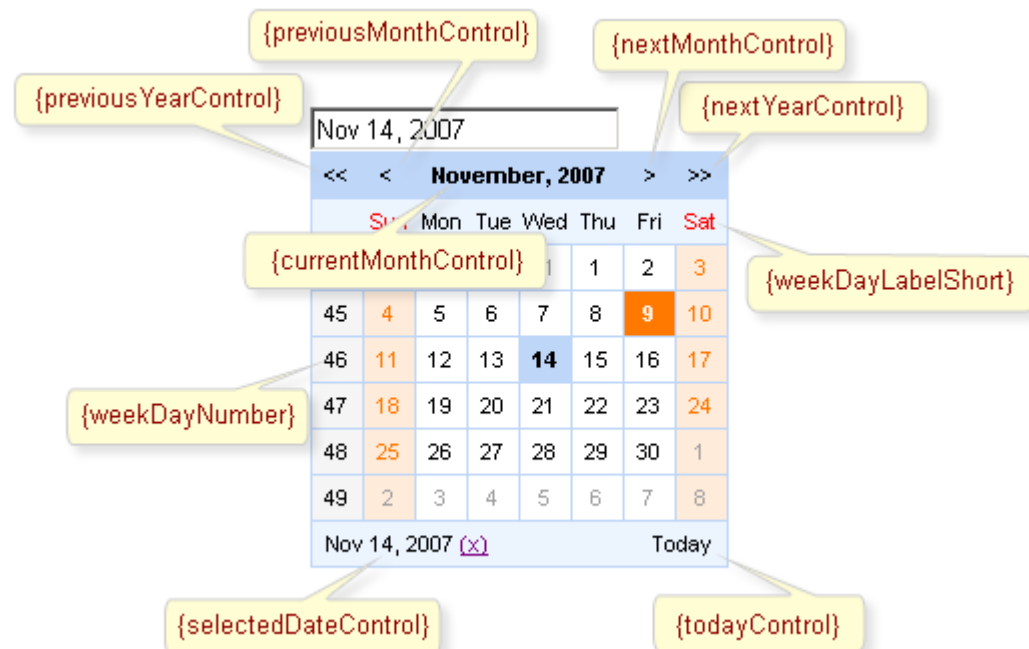 {previousMonthControl}
{nextMonthControl}
{previousYearControl}
{nextYearControl}
Nov 14, 2007
<< < November, 2007 > >>
Mon Tue Wed Thu Fri Sat
{currentMonthControl}
1 2 3
{weekDayLabelShort}
45 4 5 6 7 8 9 10
46 11 12 13 14 15 16 17
{weekDayNumber}
47 18 19 20 21 22 23 24
48 25 26 27 28 29 30 1
49 2 3 4 5 6 7 8
Nov 14, 2007 (x) Today
{selectedDateControl}
{todayControl}